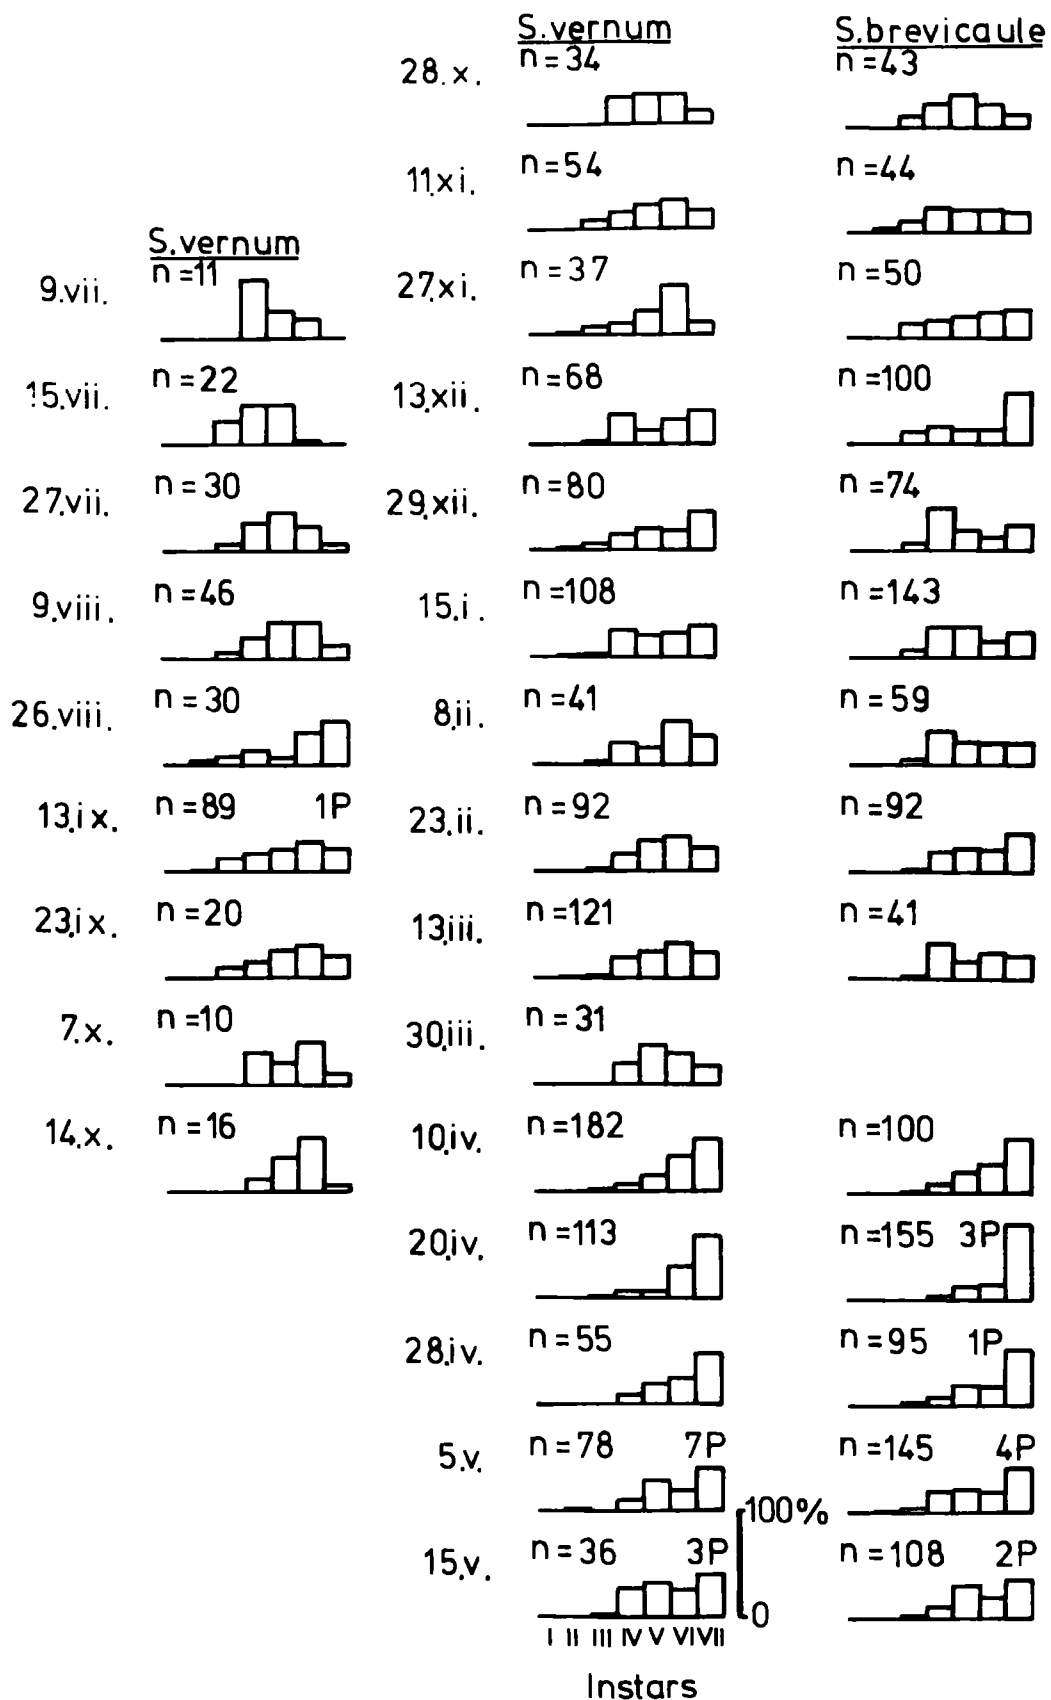 S.vernum S.brevicaule
28.x. n=34 n=43
11.xi. n=54 n=44
S.vernum
9.vii. n=11 27.xi. n=37 n=50
15.vii. n=22 13.xii. n=68 n=100
27.vii. n=30 29.xii. n=80 n=74
9.viii. n=46 15.i. n=108 n=143
26.viii. n=30 8.ii. n=41 n=59
13.ix. n=89 1P 23.ii. n=92 n=92
23.ix. n=20 13.iii. n=121 n=41
7.x. n=10 30.iii. n=31
14.x. n=16 10.iv. n=182 n=100
20.iv. n=113 n=155 3P
28.iv. n=55 n=95 1P
5.v. n=78 7P n=145 4P
100%
15.v. n=36 3P n=108 2P
0
I II III IV V VI VII
Instars